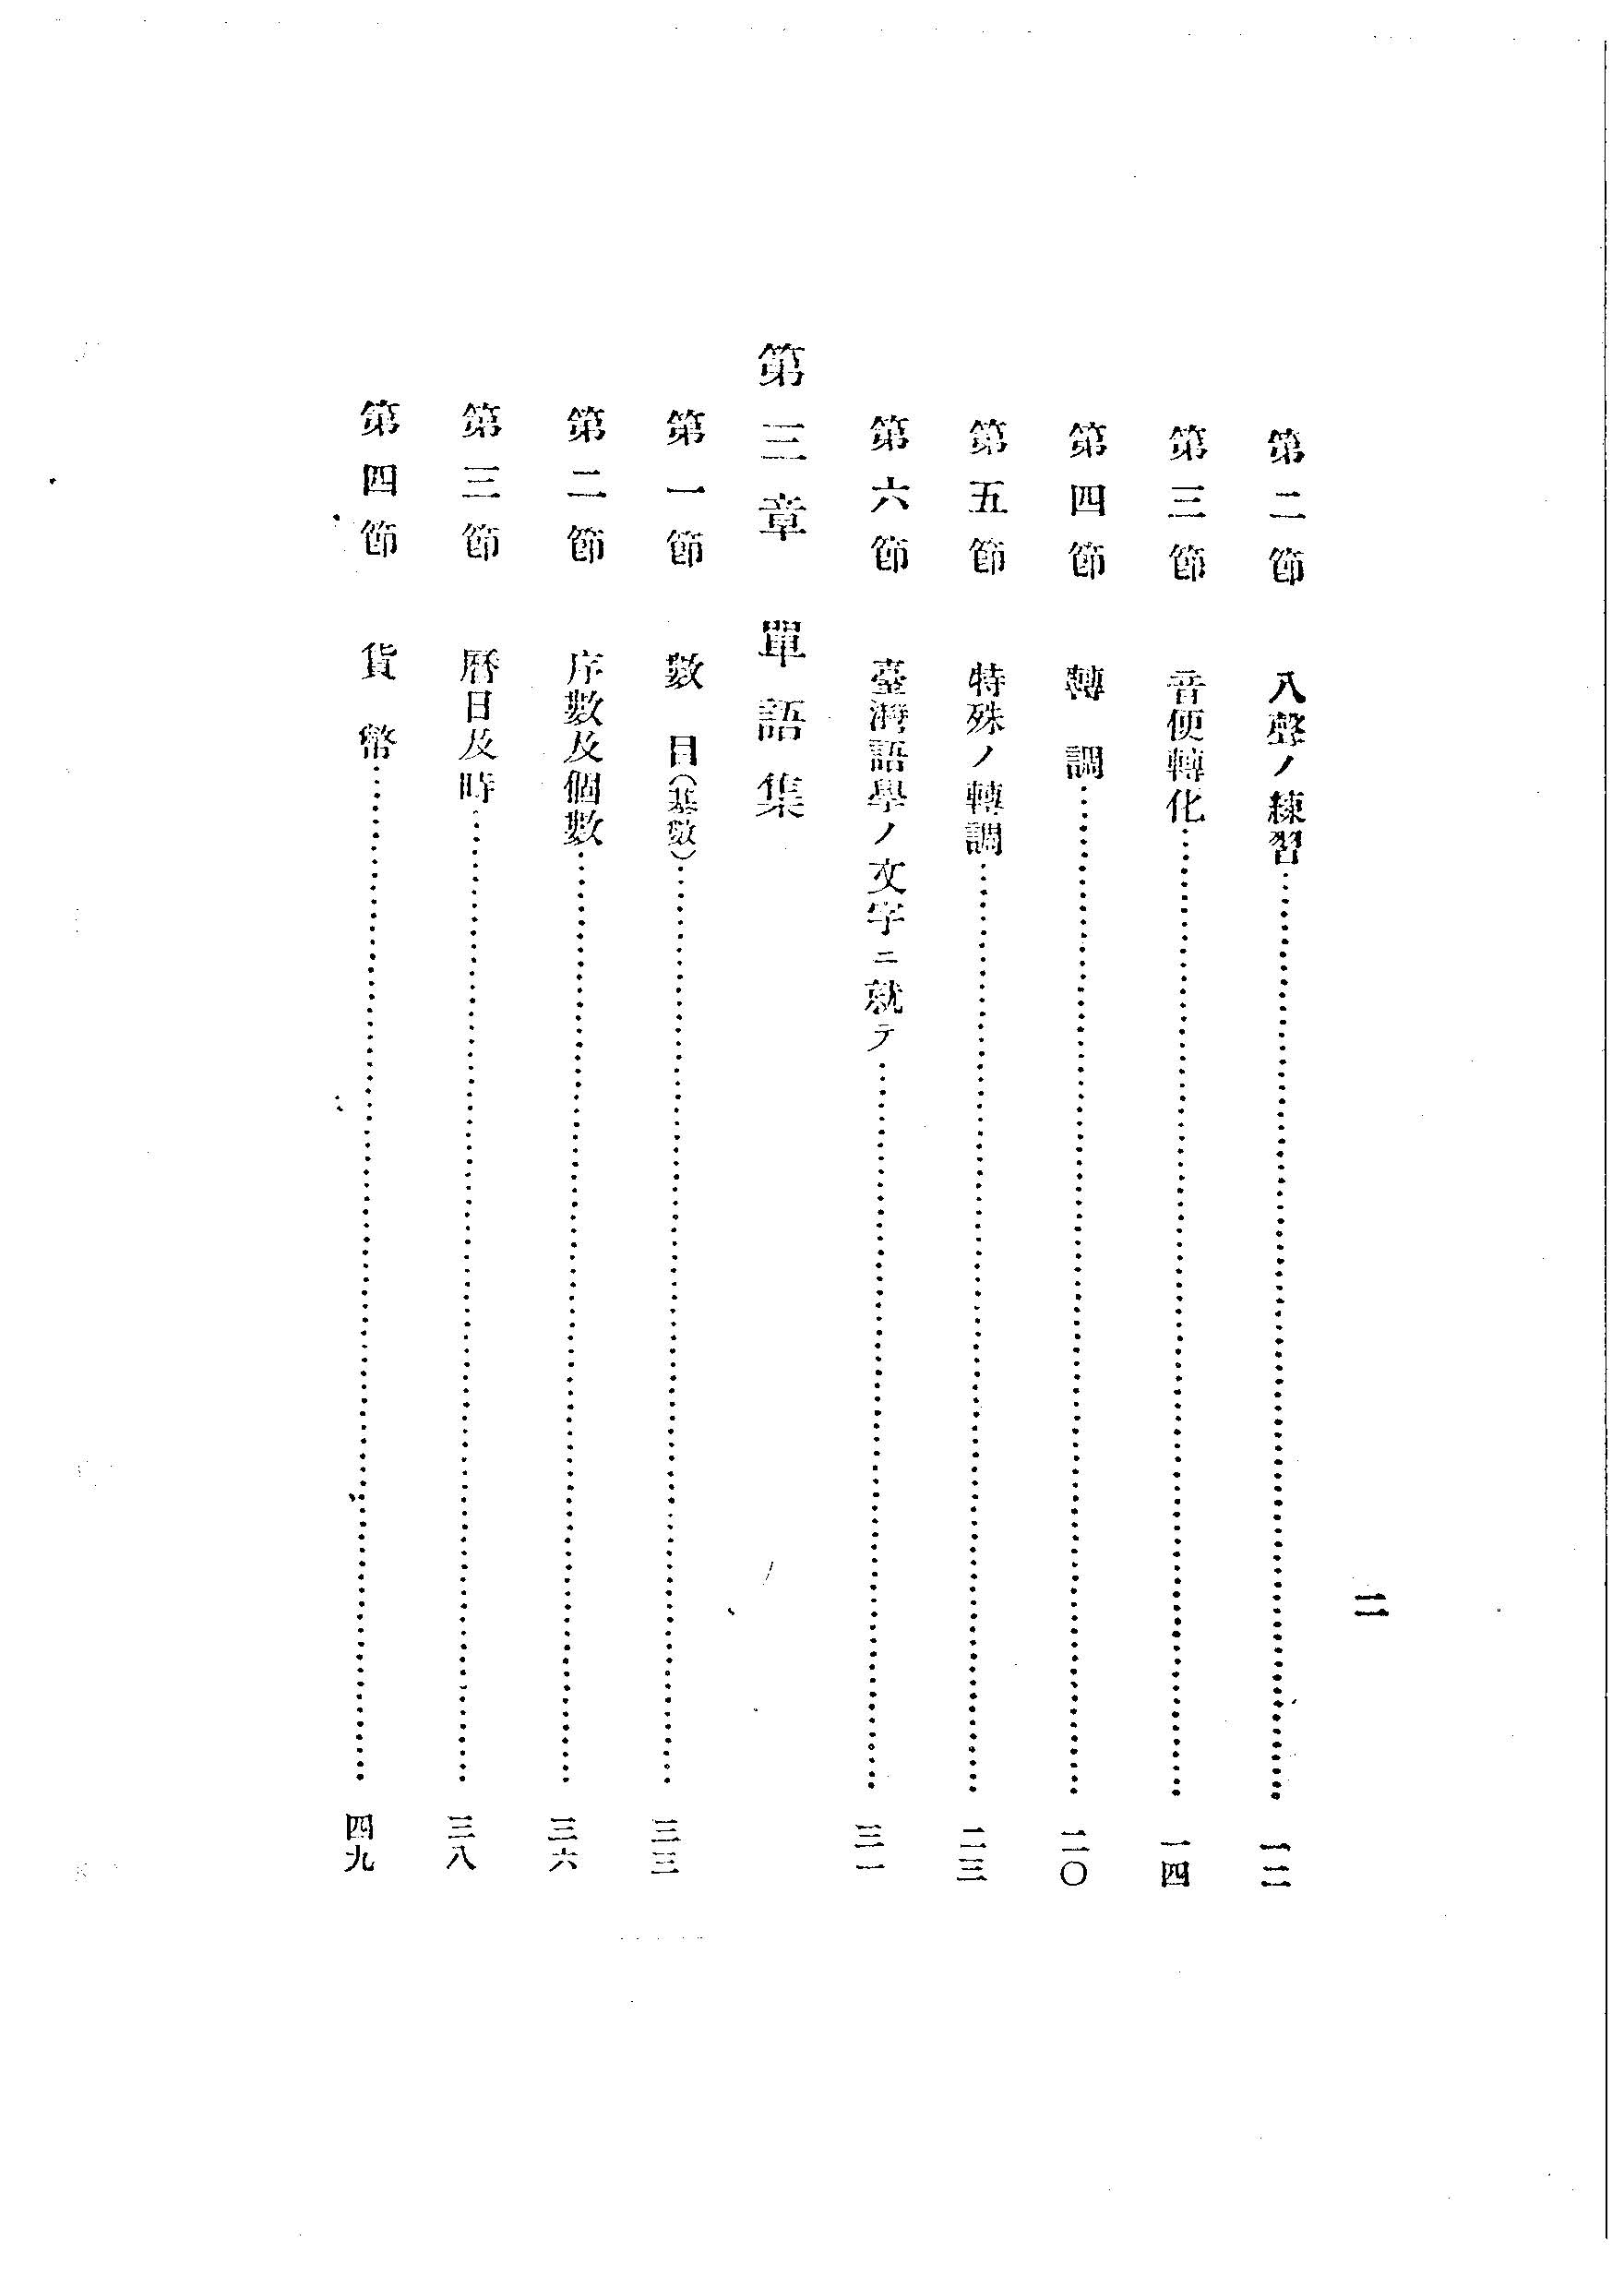 二
第二節 八聲ノ練習……………………一二
第三節 音便轉化……………………一四
第四節 轉調……………………二〇
第五節 特殊ノ轉調……………………二三
第六節 臺灣語學ノ文字ニ就テ……………………三一
第三章 單語集
第一節 數目(基數)……………………三三
第二節 序數及個數……………………三六
第三節 曆日及時……………………三八
第四節 貨幣……………………四九